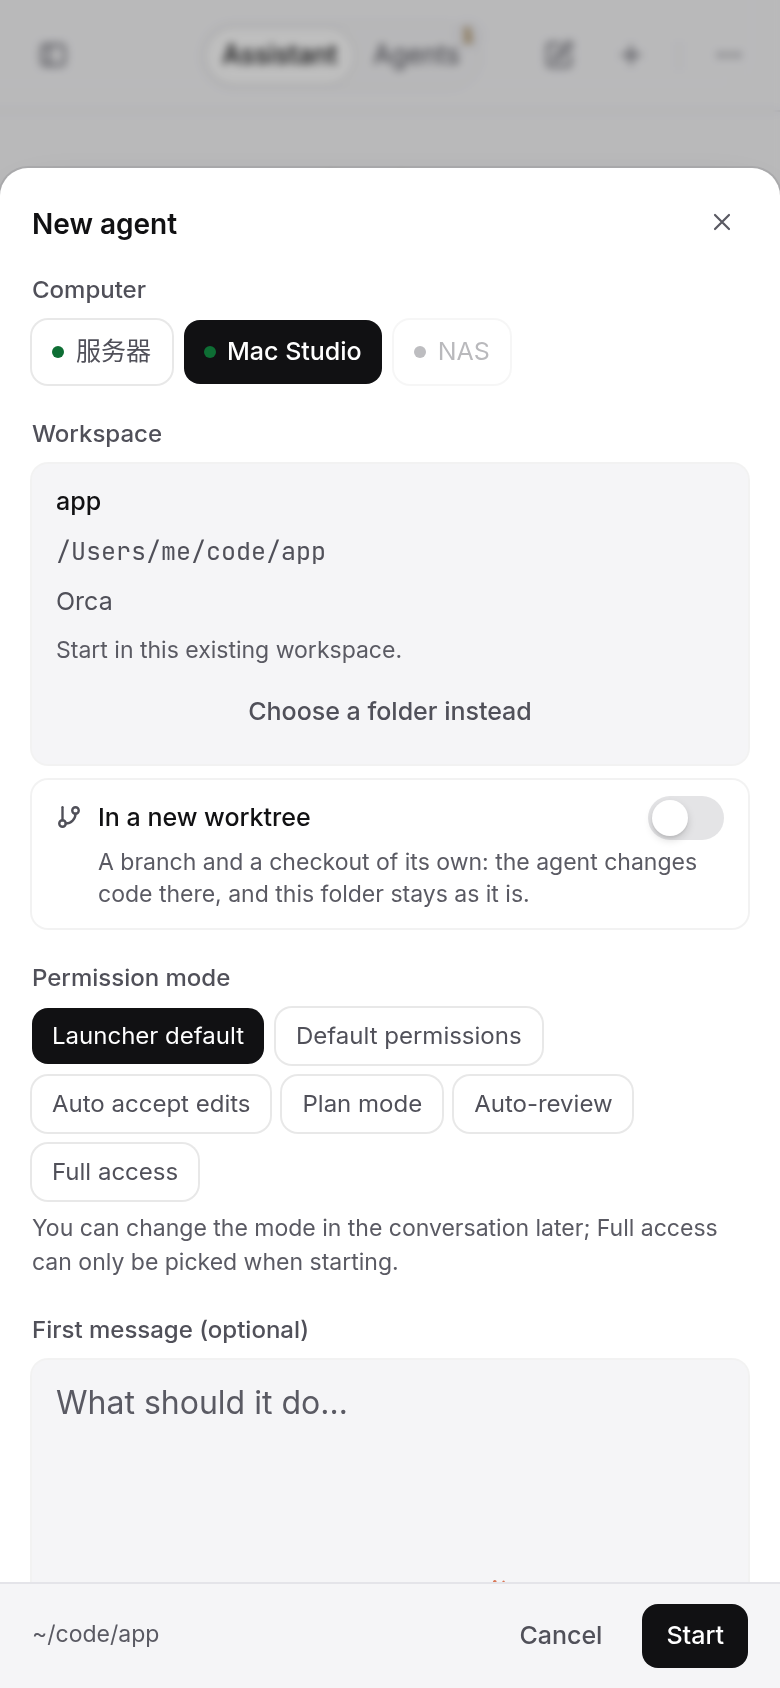 Assistant
Agents
New agent
Computer
服务器
Mac Studio
NAS
Workspace
app
/Users/me/code/app
Orca
Start in this existing workspace.
Choose a folder instead
In a new worktree
A branch and a checkout of its own: the agent changes
code there, and this folder stays as it is.
Permission mode
Launcher default
Default permissions
Auto accept edits
Plan mode
Auto-review
Full access
You can change the mode in the conversation later; Full access
can only be picked when starting.
First message (optional)
What should it do...
~/code/app
Cancel
Start